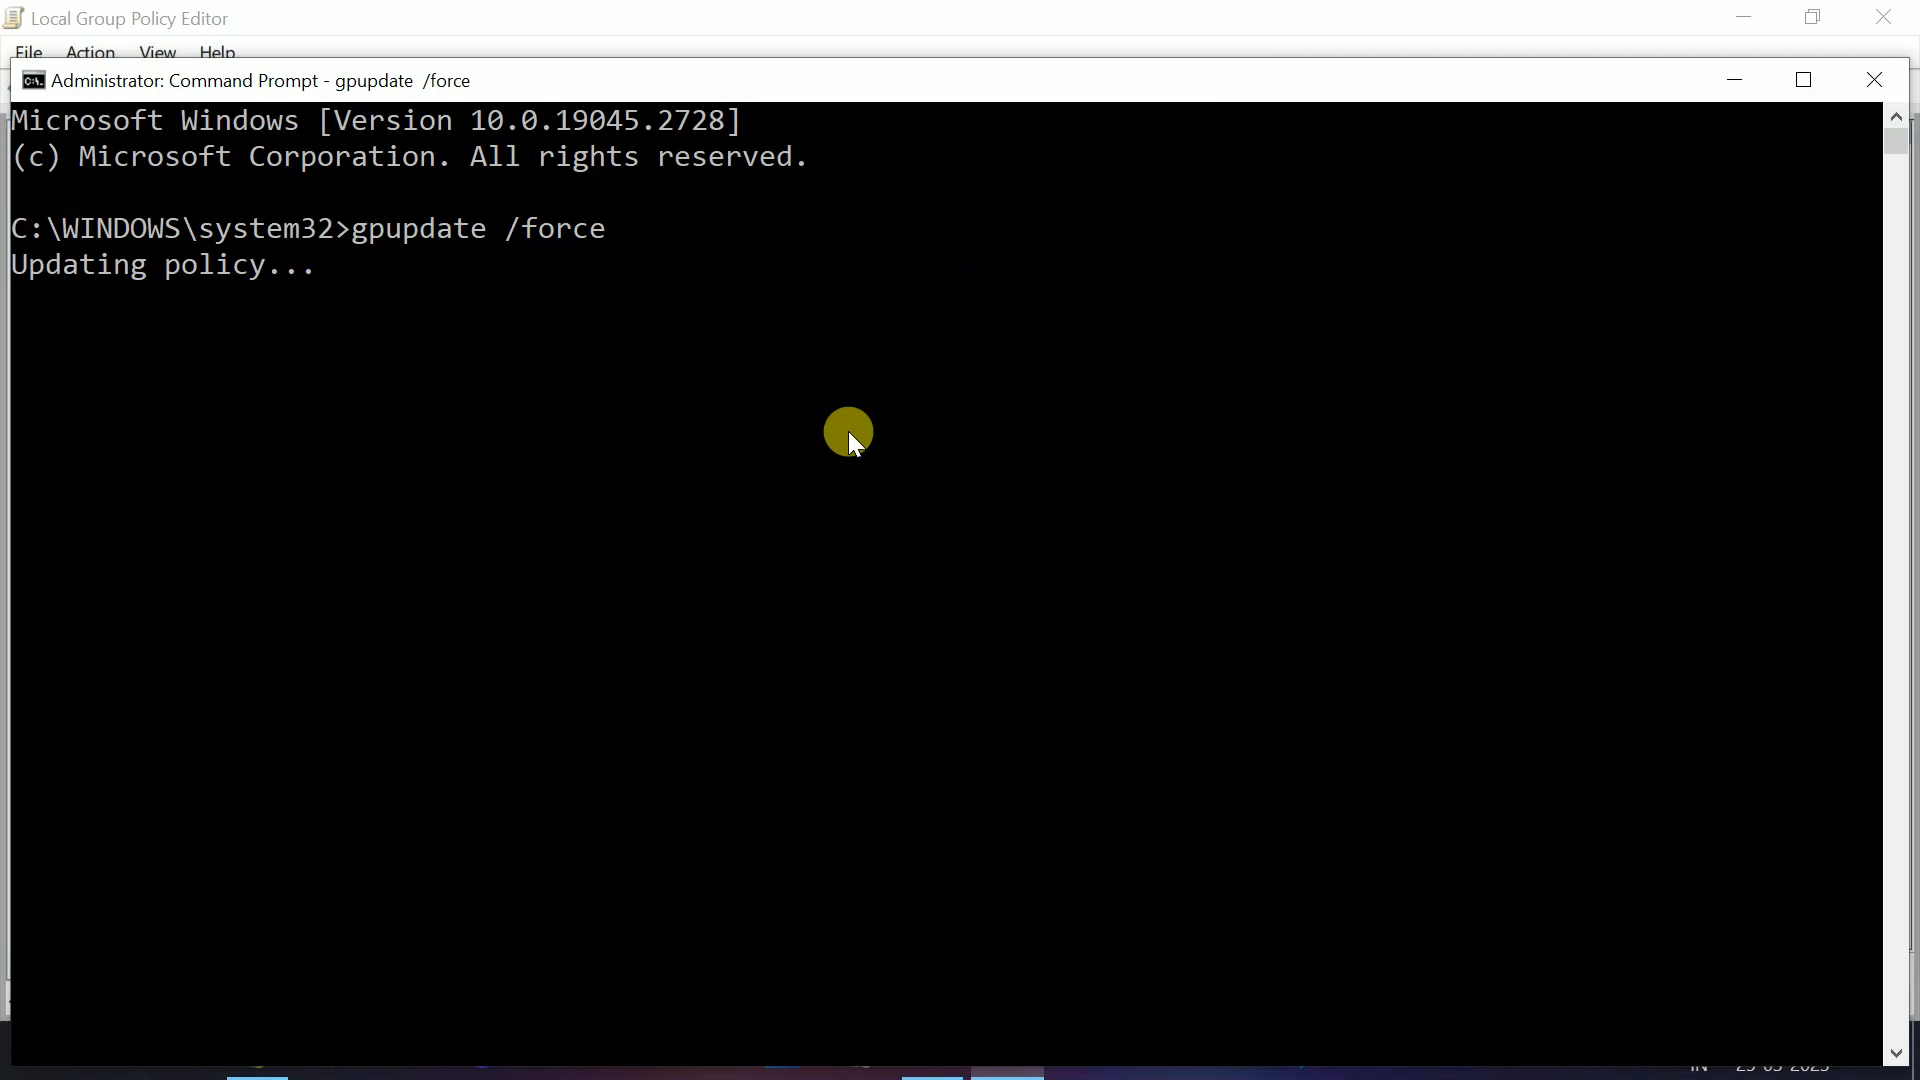 Local Group Policy Editor
File Action View Help
Administrator: Command Prompt - gpupdate /force
Microsoft Windows [Version 10.0.19045.2728]
(c) Microsoft Corporation. All rights reserved.
C:\WINDOWS\system32>gpupdate /force
Updating policy...